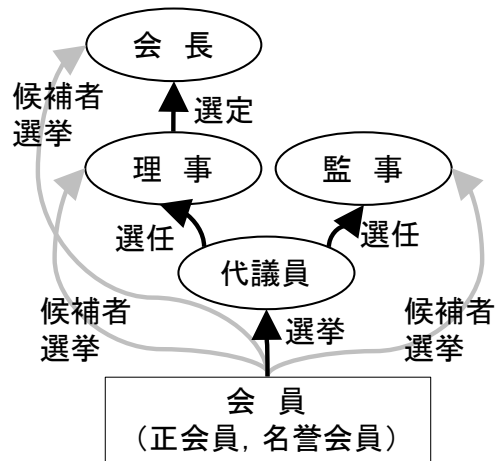 会 長
候補者
選挙
選定
理 事
監 事
選任
選任
代議員
候補者
選挙
選挙
候補者
選挙
会 員
（正会員，名誉会員）